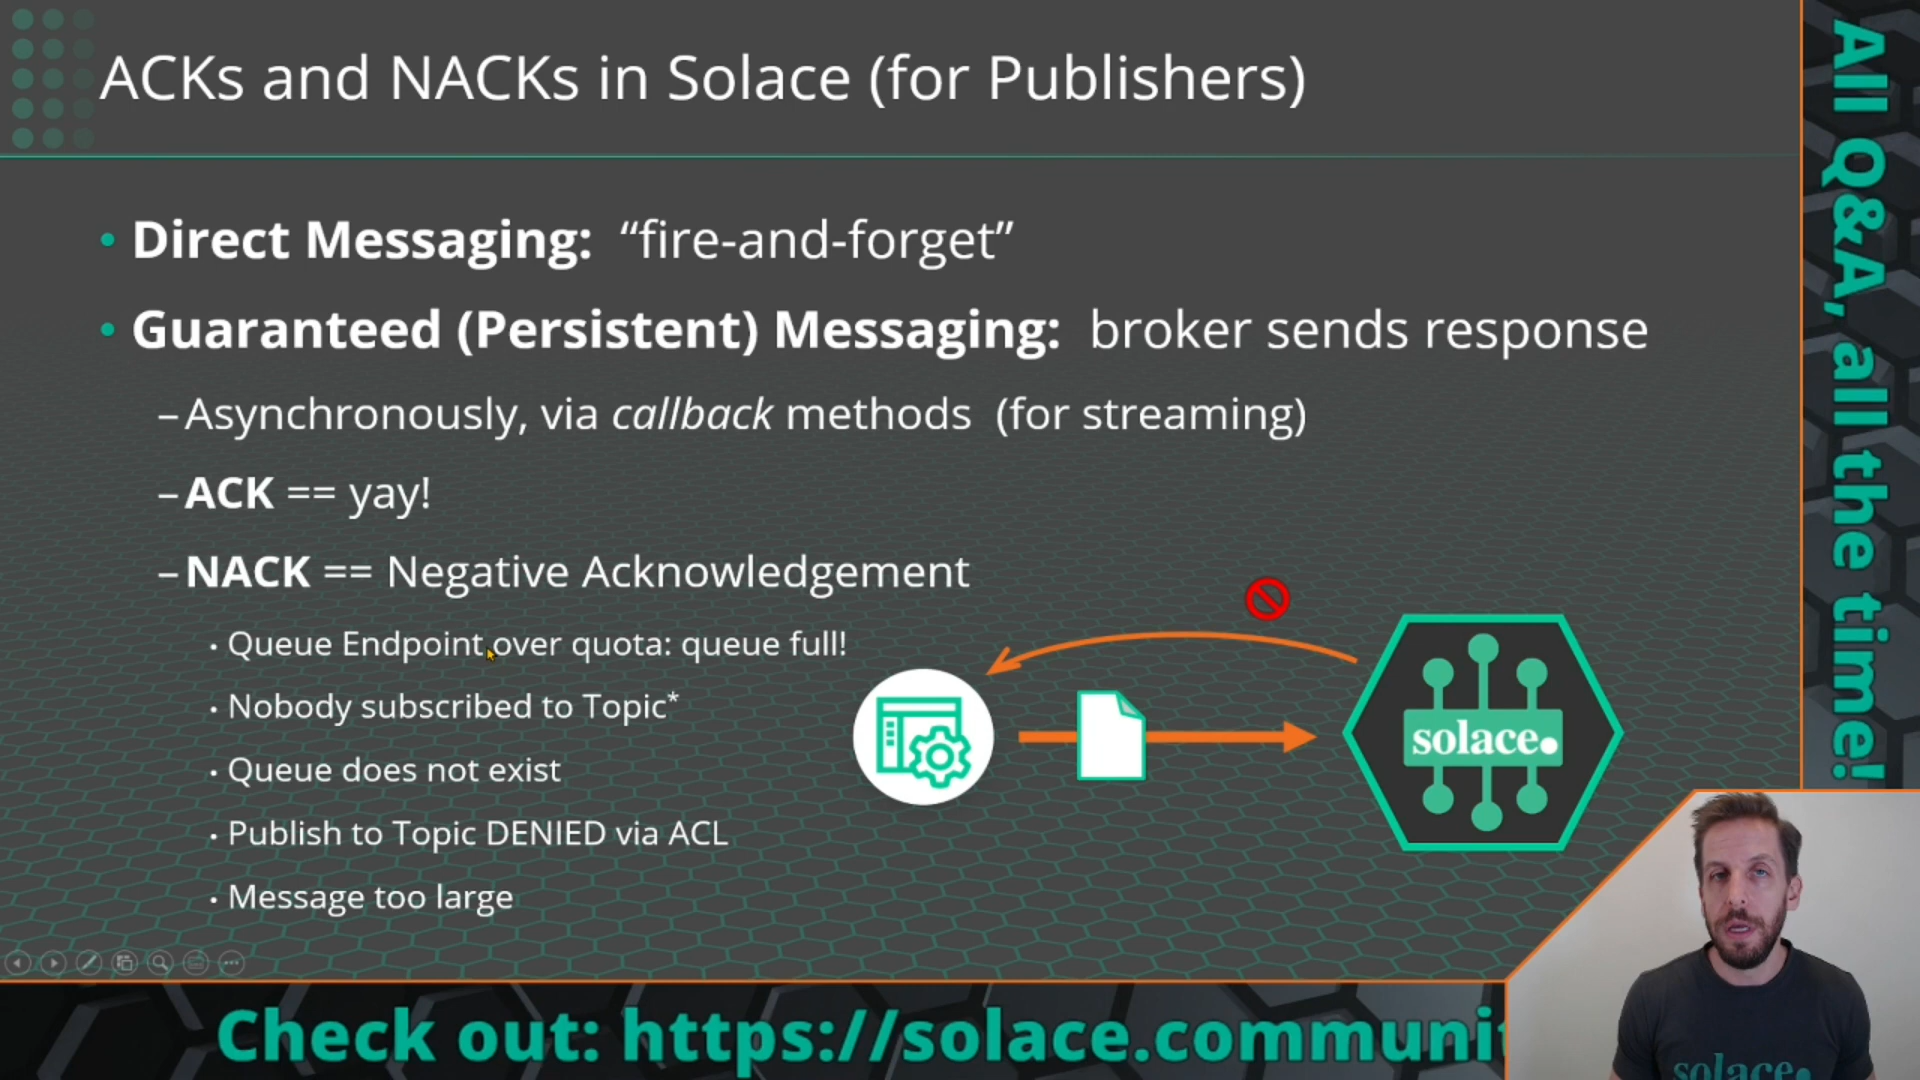 ACKs and NACKs in Solace (for Publishers)
• Direct Messaging: “fire-and-forget”
• Guaranteed (Persistent) Messaging: broker sends response
–Asynchronously, via callback methods (for streaming)
–ACK == yay!
–NACK == Negative Acknowledgement
• Queue Endpoint over quota: queue full!
• Nobody subscribed to Topic*
• Queue does not exist
• Publish to Topic DENIED via ACL
• Message too large
solace.
All Q&A, all the time!
Check out: https://solace.communi
solace.